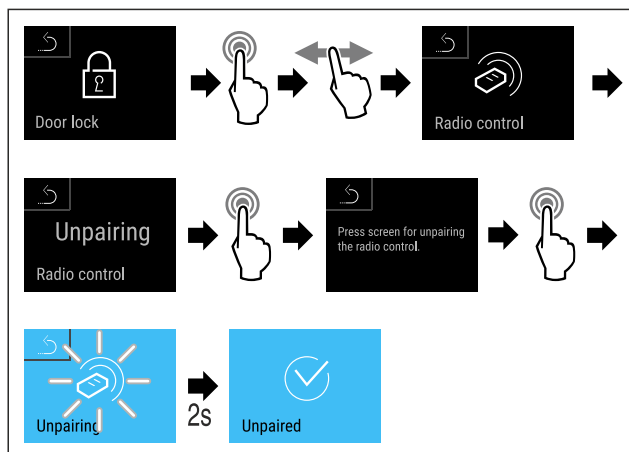 Door lock
Radio control
Unpairing
Radio control
Press screen for unpairing
the radio control.
Unpairing
2s
Unpaired